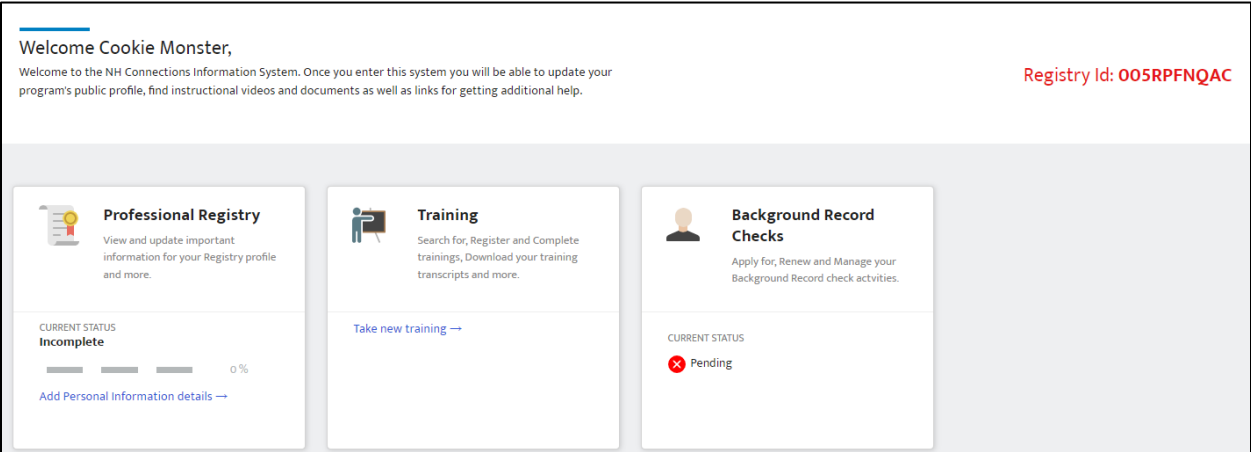 Welcome Cookie Monster,
Welcome to the NH Connections Information System. Once you enter this system you will be able to update your
program's public profile, find instructional videos and documents as well as links for getting additional help.
Registry Id: 005RPFNQAC
Professional Registry
View and update important
information for your Registry profile
and more.
CURRENT STATUS
Incomplete
0%
Add Personal Information details →
Training
Search for, Register and Complete
trainings, Download your training
transcripts and more.
Take new training →
Background Record
Checks
Apply for, Renew and Manage your
Background Record check actvities.
CURRENT STATUS
Pending